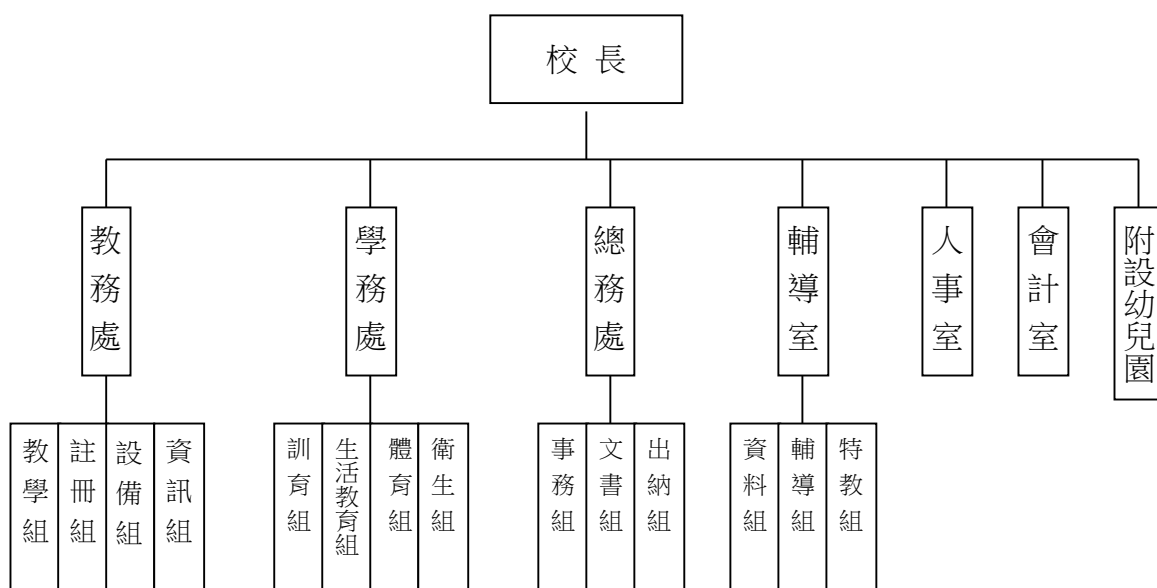 校長
教務處
學務處
總務處
輔導室
人事室
會計室
附設幼兒園
教學組
註冊組
設備組
資訊組
訓育組
生活教育組
體育組
衛生組
事務組
文書組
出納組
資料組
輔導組
特教組